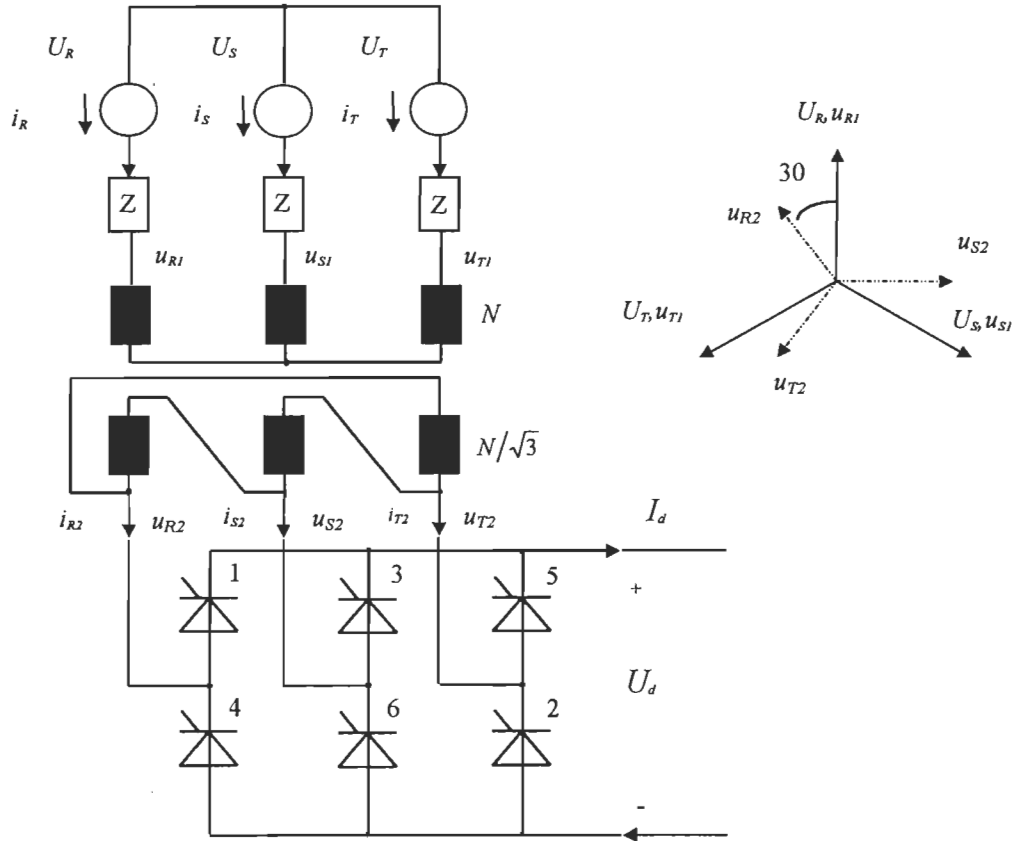 U_R U_S U_T
i_R i_S i_T
Z Z Z
u_R1 u_S1 u_T1
N
N/√3
i_R2 u_R2 i_S2 u_S2 i_T2 u_T2
I_d
1 3 5
+
U_d
4 6 2
-
U_R,u_R1
30
u_R2
u_S2
U_T,u_T1
U_S,u_S1
u_T2